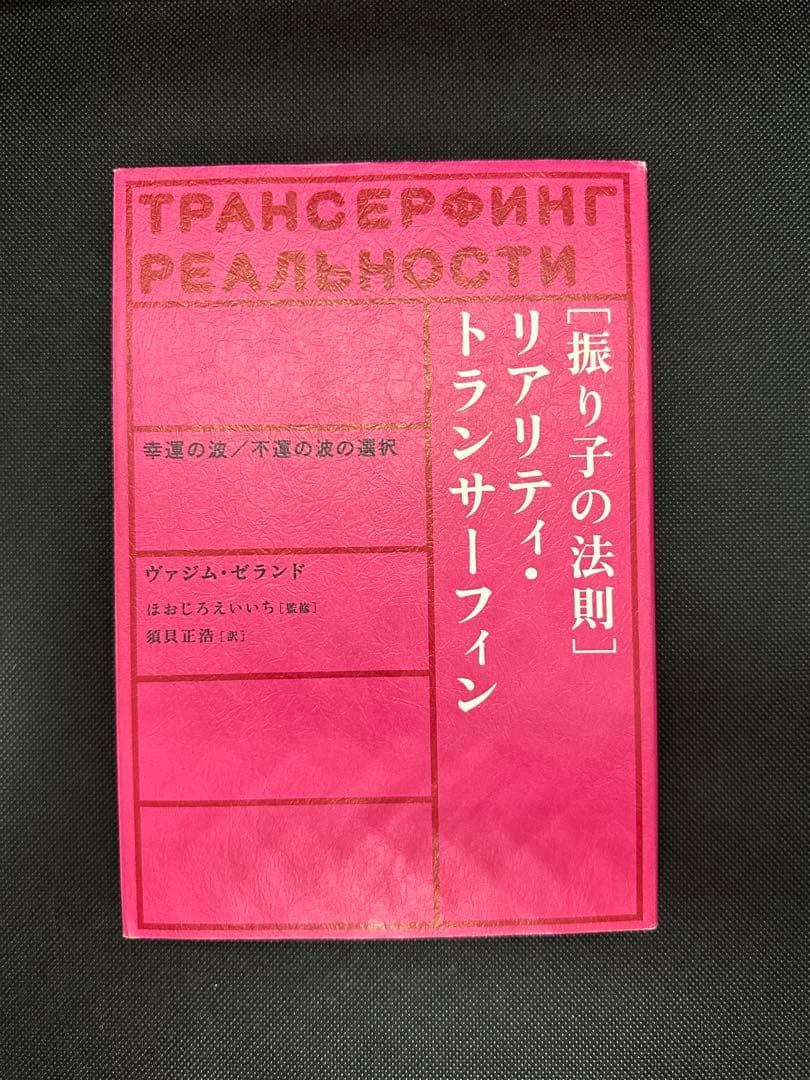 ТРАНСЕРФИНГ
РЕАЛЬНОСТИ
[振り子の法則]
リアリティ・
トランサーフィン
幸運の波/不運の波の選択
ヴァジム・ゼランド
ほおじろえいいち[監修]
須貝正浩[訳]